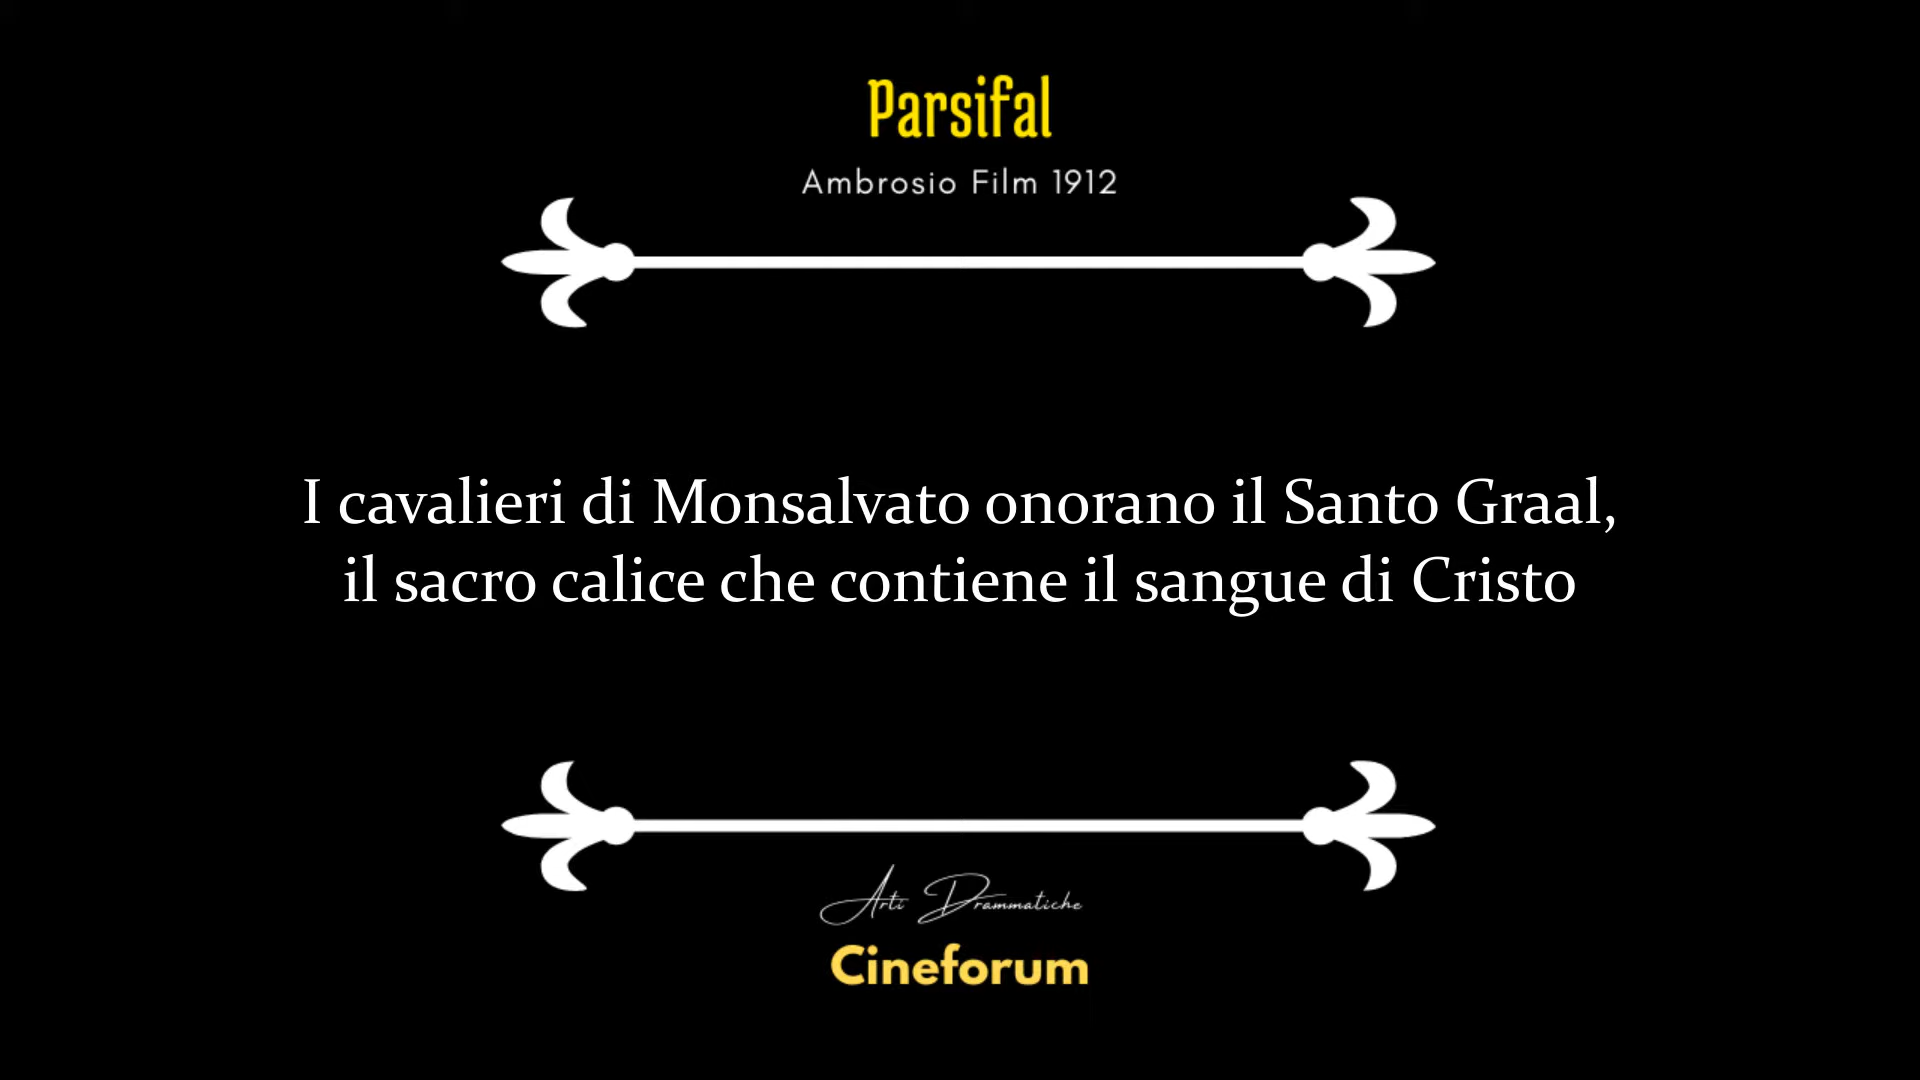 Parsifal
Ambrosio Film 1912
I cavalieri di Monsalvato onorano il Santo Graal,
il sacro calice che contiene il sangue di Cristo
Arti Drammatiche
Cineforum